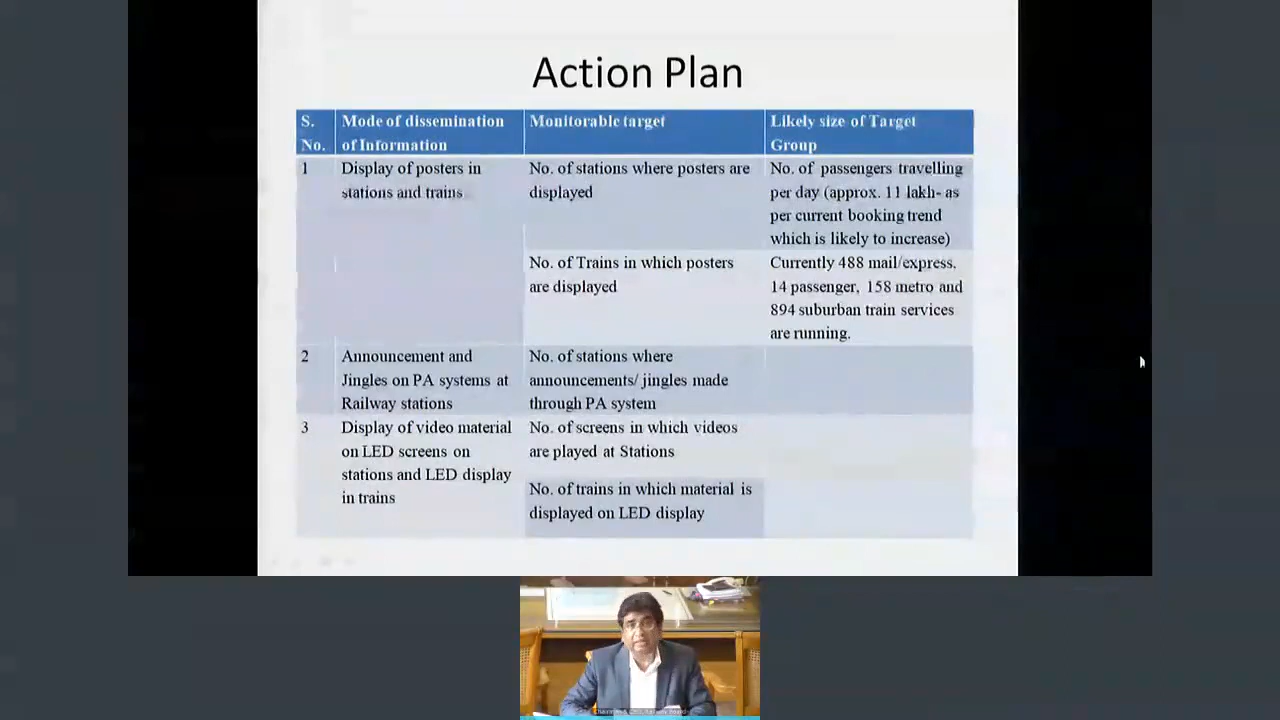 Action Plan
S. No.
Mode of dissemination of Information
Monitorable target
Likely size of Target Group
1
Display of posters in
stations and trains
No. of stations where posters are
displayed
No. of passengers travelling
per day (approx. 11 lakh- as
per current booking trend
which is likely to increase)
No. of Trains in which posters
are displayed
Currently 488 mail/express,
14 passenger, 158 metro and
894 suburban train services
are running.
2
Announcement and
Jingles on PA systems at
Railway stations
No. of stations where
announcements/ jingles made
through PA system
3
Display of video material
on LED screens on
stations and LED display
in trains
No. of screens in which videos
are played at Stations
No. of trains in which material is
displayed on LED display